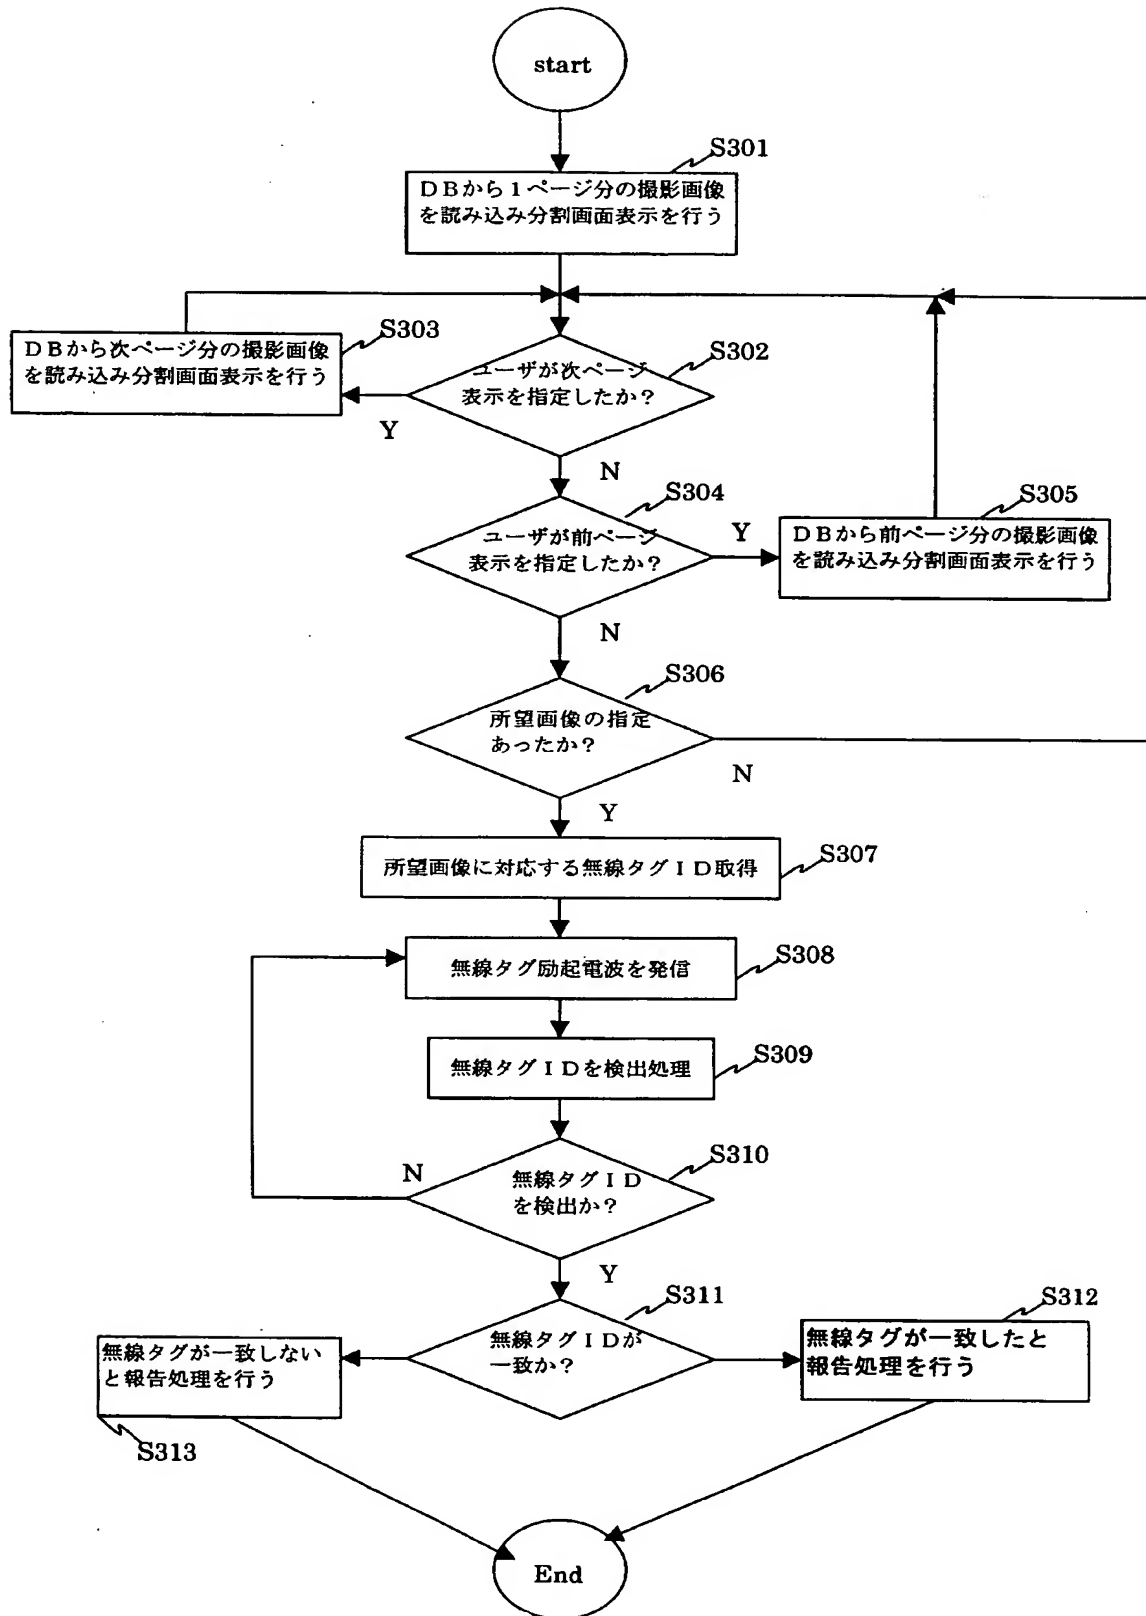 start
S301
DBから1ページ分の撮影画像
を読み込み分割画面表示を行う
S303
DBから次ページ分の撮影画像
を読み込み分割画面表示を行う
S302
ユーザが次ページ
表示を指定したか？
Y
N
S304
ユーザが前ページ
表示を指定したか？
Y
S305
DBから前ページ分の撮影画像
を読み込み分割画面表示を行う
N
S306
所望画像の指定
あったか？
N
Y
所望画像に対応する無線タグID取得
S307
無線タグ励起電波を発信
S308
無線タグIDを検出処理
S309
N
S310
無線タグID
を検出か？
Y
S311
無線タグIDが
一致か？
S312
無線タグが一致したと
報告処理を行う
無線タグが一致しない
と報告処理を行う
S313
End